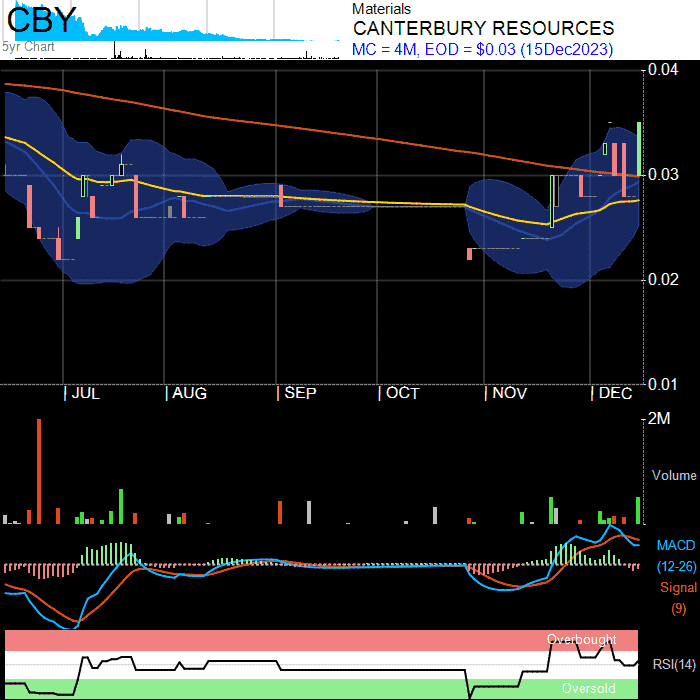 CBY
5yr Chart
Materials
CANTERBURY RESOURCES
MC = 4M, EOD = $0.03 (15Dec2023)
0.04
0.03
0.02
0.01
JUL AUG SEP OCT NOV DEC
2M
Volume
MACD
(12-26)
Signal
(9)
Overbought
RSI(14)
Oversold